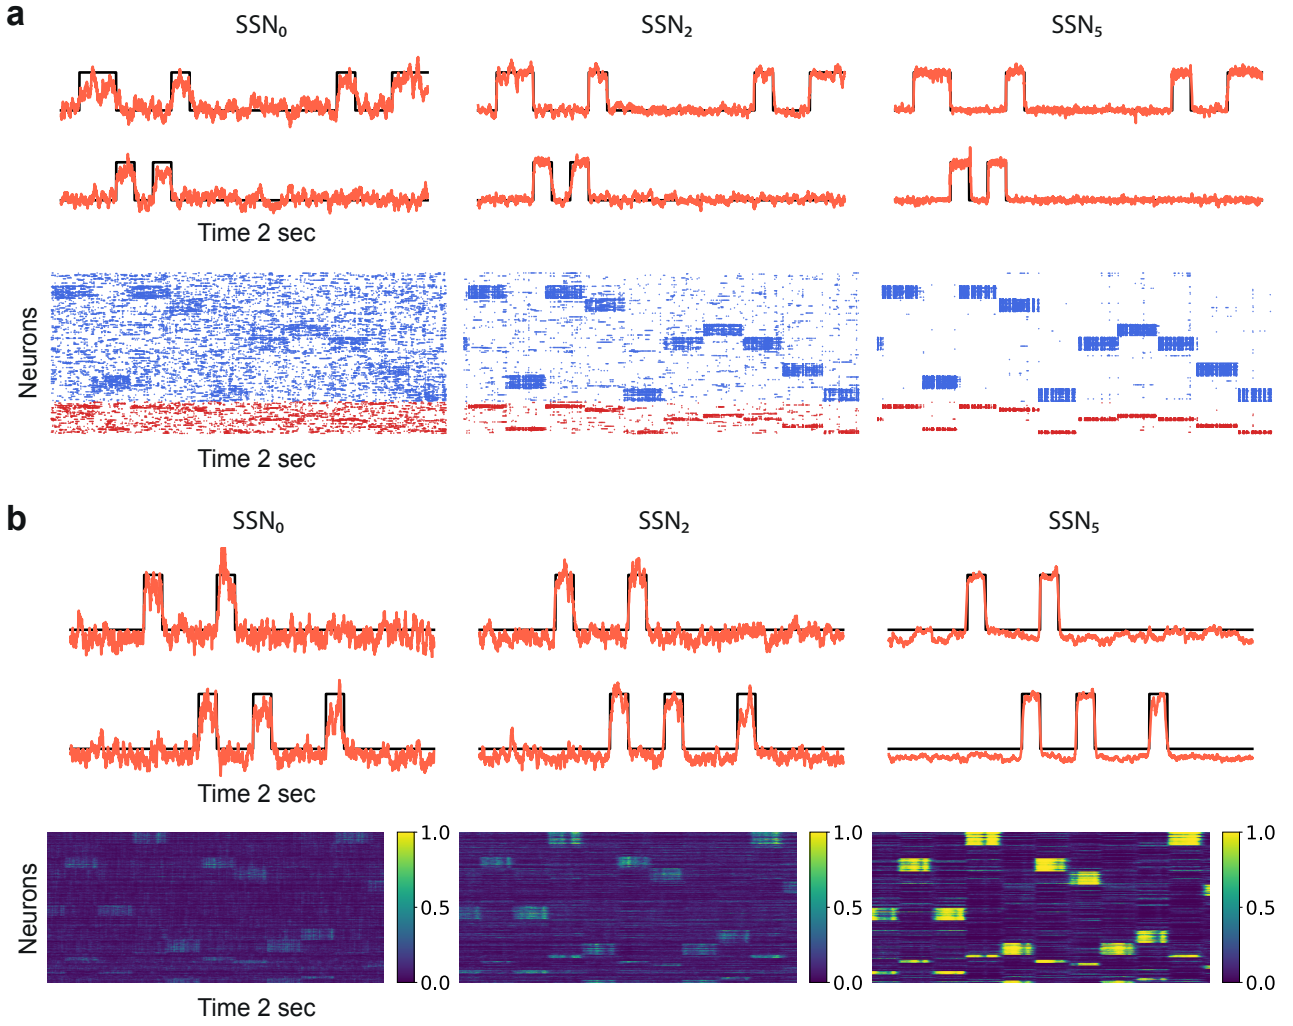 a
SSN₀ SSN₂ SSN₅
Time 2 sec
Neurons
Time 2 sec
b
SSN₀ SSN₂ SSN₅
Time 2 sec
Neurons
1.0 1.0 1.0
0.5 0.5 0.5
0.0 0.0 0.0
Time 2 sec